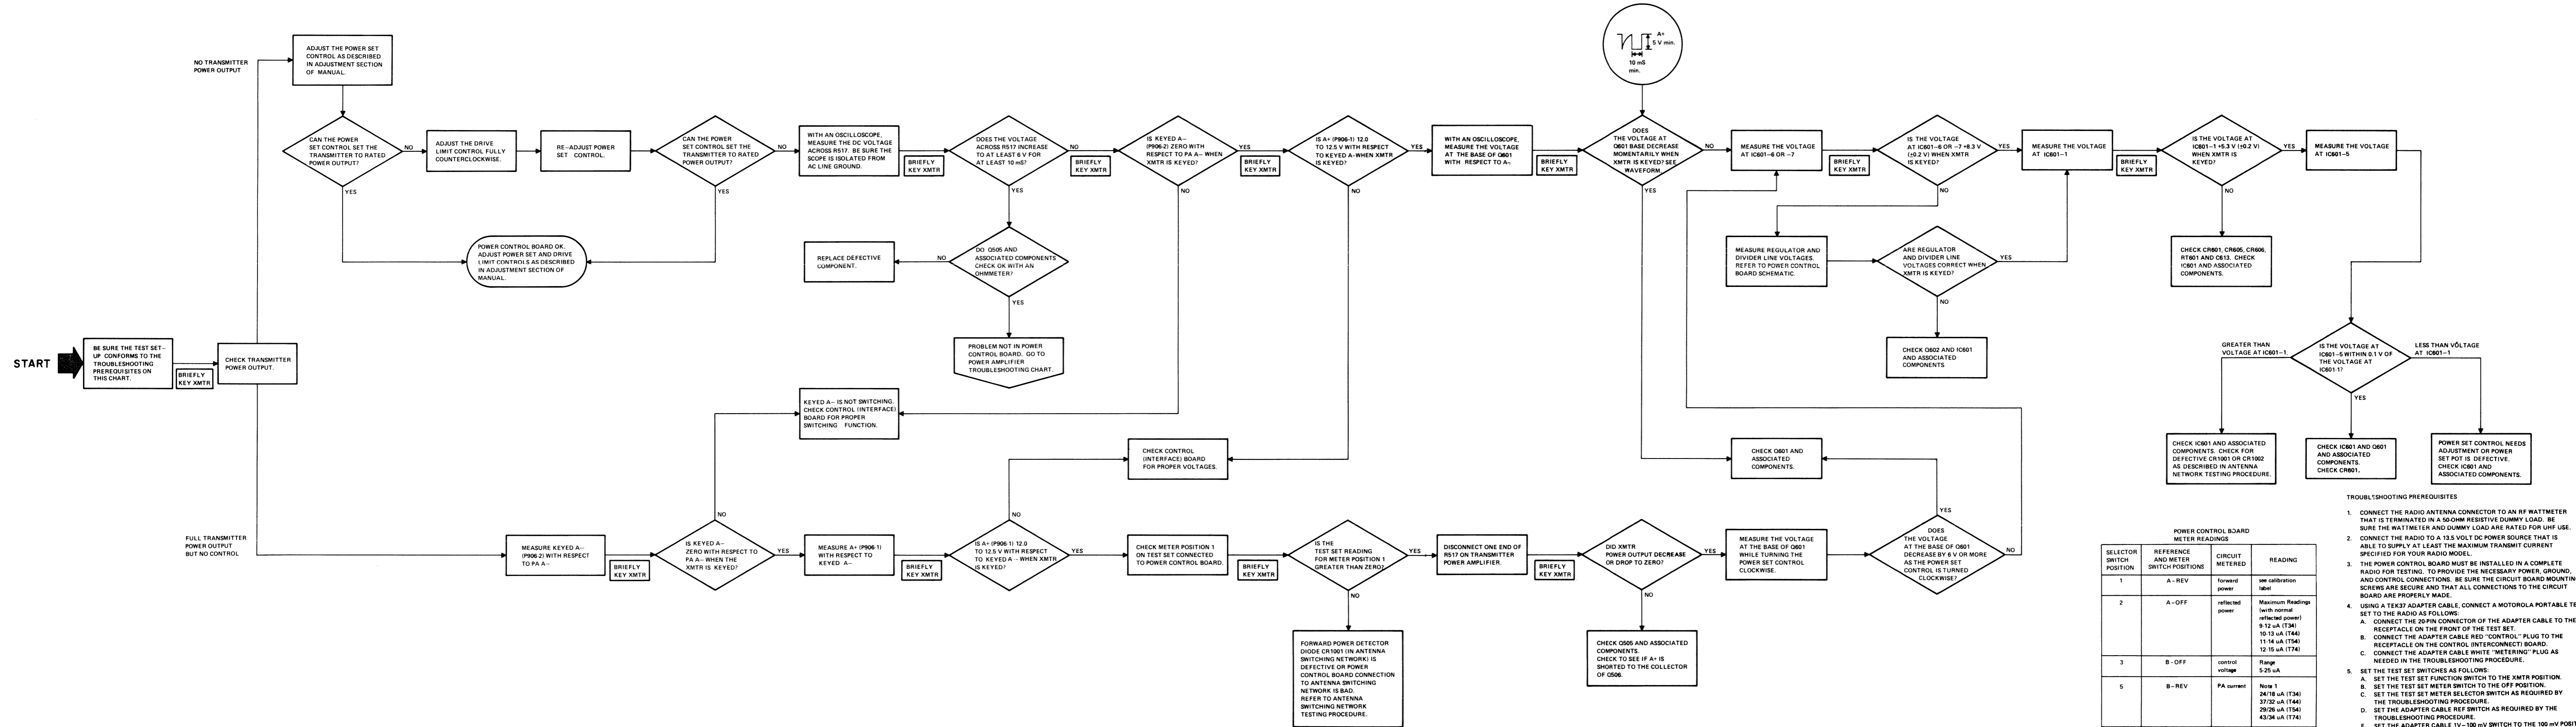 NO TRANSMITTER
POWER OUTPUT
ADJUST THE POWER SET
CONTROL AS DESCRIBED
IN ADJUSTMENT SECTION
OF MANUAL.
CAN THE POWER
SET CONTROL SET THE
TRANSMITTER TO RATED
POWER OUTPUT?
NO
YES
ADJUST THE DRIVE
LIMIT CONTROL FULLY
COUNTERCLOCKWISE.
RE-ADJUST POWER
SET CONTROL.
CAN THE POWER
SET CONTROL SET THE
TRANSMITTER TO RATED
POWER OUTPUT?
NO
YES
POWER CONTROL BOARD OK.
ADJUST POWER SET AND DRIVE
LIMIT CONTROLS AS DESCRIBED
IN ADJUSTMENT SECTION OF
MANUAL.
WITH AN OSCILLOSCOPE,
MEASURE THE DC VOLTAGE
ACROSS R517. BE SURE THE
SCOPE IS ISOLATED FROM
AC LINE GROUND.
BRIEFLY
KEY XMTR
DOES THE VOLTAGE
ACROSS R517 INCREASE
TO AT LEAST 6 V FOR
AT LEAST 10 mS?
NO
YES
BRIEFLY
KEY XMTR
REPLACE DEFECTIVE
COMPONENT.
NO
DO Q505 AND
ASSOCIATED COMPONENTS
CHECK OK WITH AN
OHMMETER?
YES
PROBLEM NOT IN POWER
CONTROL BOARD. GO TO
POWER AMPLIFIER
TROUBLESHOOTING CHART.
IS KEYED A–
(P906-2) ZERO WITH
RESPECT TO PA A– WHEN
XMTR IS KEYED?
YES
NO
BRIEFLY
KEY XMTR
IS A+ (P906-1) 12.0
TO 12.5 V WITH RESPECT
TO KEYED A–WHEN XMTR
IS KEYED?
YES
NO
WITH AN OSCILLOSCOPE,
MEASURE THE VOLTAGE
AT THE BASE OF Q601
WITH RESPECT TO A–.
BRIEFLY
KEY XMTR
A+
5 V min.
10 mS
min.
DOES
THE VOLTAGE AT
Q601 BASE DECREASE
MOMENTARILY WHEN
XMTR IS KEYED? SEE
WAVEFORM
NO
YES
MEASURE THE VOLTAGE
AT IC601–6 OR –7
BRIEFLY
KEY XMTR
IS THE VOLTAGE
AT IC601–6 OR –7 +8.3 V
(±0.2 V) WHEN XMTR
IS KEYED?
YES
NO
MEASURE THE VOLTAGE
AT IC601–1
BRIEFLY
KEY XMTR
IS THE VOLTAGE AT
IC601–1 +5.3 V (±0.2 V)
WHEN XMTR IS
KEYED?
YES
NO
MEASURE THE VOLTAGE
AT IC601–5
MEASURE REGULATOR AND
DIVIDER LINE VOLTAGES.
REFER TO POWER CONTROL
BOARD SCHEMATIC.
ARE REGULATOR
AND DIVIDER LINE
VOLTAGES CORRECT WHEN
XMTR IS KEYED?
YES
NO
CHECK CR601, CR605, CR606,
RT601 AND C613. CHECK
IC601 AND ASSOCIATED
COMPONENTS.
CHECK Q602 AND IC601
AND ASSOCIATED
COMPONENTS
START
BE SURE THE TEST SET–
UP CONFORMS TO THE
TROUBLESHOOTING
PREREQUISITES ON
THIS CHART.
BRIEFLY
KEY XMTR
CHECK TRANSMITTER
POWER OUTPUT.
GREATER THAN
VOLTAGE AT IC601–1.
IS THE VOLTAGE AT
IC601–5 WITHIN 0.1 V OF
THE VOLTAGE AT
IC601-1?
LESS THAN VOLTAGE
AT IC601–1
YES
CHECK IC601 AND ASSOCIATED
COMPONENTS. CHECK FOR
DEFECTIVE CR1001 OR CR1002
AS DESCRIBED IN ANTENNA
NETWORK TESTING PROCEDURE.
CHECK IC601 AND Q601
AND ASSOCIATED
COMPONENTS.
CHECK CR601.
POWER SET CONTROL NEEDS
ADJUSTMENT OR POWER
SET POT IS DEFECTIVE.
CHECK IC601 AND
ASSOCIATED COMPONENTS.
KEYED A– IS NOT SWITCHING.
CHECK CONTROL (INTERFACE)
BOARD FOR PROPER
SWITCHING FUNCTION.
CHECK CONTROL
(INTERFACE) BOARD
FOR PROPER VOLTAGES.
CHECK Q601 AND
ASSOCIATED
COMPONENTS.
FULL TRANSMITTER
POWER OUTPUT
BUT NO CONTROL
MEASURE KEYED A–
(P906-2) WITH RESPECT
TO PA A–
BRIEFLY
KEY XMTR
NO
IS KEYED A–
ZERO WITH RESPECT TO
PA A– WHEN THE
XMTR IS KEYED?
YES
MEASURE A+ (P906-1)
WITH RESPECT TO
KEYED A–
BRIEFLY
KEY XMTR
NO
IS A+ (P906-1) 12.0
TO 12.5 V WITH RESPECT
TO KEYED A– WHEN XMTR
IS KEYED?
YES
CHECK METER POSITION 1
ON TEST SET CONNECTED
TO POWER CONTROL BOARD.
BRIEFLY
KEY XMTR
IS THE
TEST SET READING
FOR METER POSITION 1
GREATER THAN ZERO?
YES
NO
FORWARD POWER DETECTOR
DIODE CR1001 (IN ANTENNA
SWITCHING NETWORK) IS
DEFECTIVE OR POWER
CONTROL BOARD CONNECTION
TO ANTENNA SWITCHING
NETWORK IS BAD.
REFER TO ANTENNA
SWITCHING NETWORK
TESTING PROCEDURE.
DISCONNECT ONE END OF
R517 ON TRANSMITTER
POWER AMPLIFIER.
BRIEFLY
KEY XMTR
DID XMTR
POWER OUTPUT DECREASE
OR DROP TO ZERO?
YES
NO
CHECK Q505 AND ASSOCIATED
COMPONENTS.
CHECK TO SEE IF A+ IS
SHORTED TO THE COLLECTOR
OF Q506.
MEASURE THE VOLTAGE
AT THE BASE OF Q601
WHILE TURNING THE
POWER SET CONTROL
CLOCKWISE.
YES
DOES
THE VOLTAGE
AT THE BASE OF Q601
DECREASE BY 6 V OR MORE
AS THE POWER SET
CONTROL IS TURNED
CLOCKWISE?
NO
POWER CONTROL BOARD
METER READINGS
SELECTOR SWITCH POSITION	REFERENCE AND METER SWITCH POSITIONS	CIRCUIT METERED	READING
1	A – REV	forward power	see calibration label
2	A – OFF	reflected power	Maximum Readings
(with normal
reflected power)
9-12 uA (T34)
10-13 uA (T44)
11-14 uA (T54)
12-15 uA (T74)
3	B - OFF	control voltage	Range
5-25 uA
5	B – REV	PA current	Note 1
24/18 uA (T34)
37/32 uA (T44)
29/26 uA (T54)
43/34 uA (T74)
TROUBLESHOOTING PREREQUISITES
1. CONNECT THE RADIO ANTENNA CONNECTOR TO AN RF WATTMETER
THAT IS TERMINATED IN A 50-OHM RESISTIVE DUMMY LOAD. BE
SURE THE WATTMETER AND DUMMY LOAD ARE RATED FOR UHF USE.
2. CONNECT THE RADIO TO A 13.5 VOLT DC POWER SOURCE THAT IS
ABLE TO SUPPLY AT LEAST THE MAXIMUM TRANSMIT CURRENT
SPECIFIED FOR YOUR RADIO MODEL.
3. THE POWER CONTROL BOARD MUST BE INSTALLED IN A COMPLETE
RADIO FOR TESTING. TO PROVIDE THE NECESSARY POWER, GROUND,
AND CONTROL CONNECTIONS. BE SURE THE CIRCUIT BOARD MOUNTIN
SCREWS ARE SECURE AND THAT ALL CONNECTIONS TO THE CIRCUIT
BOARD ARE PROPERLY MADE.
4. USING A TEK37 ADAPTER CABLE, CONNECT A MOTOROLA PORTABLE TE
SET TO THE RADIO AS FOLLOWS:
A. CONNECT THE 20-PIN CONNECTOR OF THE ADAPTER CABLE TO THE
RECEPTACLE ON THE FRONT OF THE TEST SET.
B. CONNECT THE ADAPTER CABLE RED "CONTROL" PLUG TO THE
RECEPTACLE ON THE CONTROL (INTERCONNECT) BOARD.
C. CONNECT THE ADAPTER CABLE WHITE "METERING" PLUG AS
NEEDED IN THE TROUBLESHOOTING PROCEDURE.
5. SET THE TEST SET SWITCHES AS FOLLOWS:
A. SET THE TEST SET FUNCTION SWITCH TO THE XMTR POSITION.
B. SET THE TEST SET METER SWITCH TO THE OFF POSITION.
C. SET THE TEST SET METER SELECTOR SWITCH AS REQUIRED BY
THE TROUBLESHOOTING PROCEDURE.
D. SET THE ADAPTER CABLE REF SWITCH AS REQUIRED BY THE
TROUBLESHOOTING PROCEDURE.
E. SET THE ADAPTER CABLE 1V–100 mV SWITCH TO THE 100 mV POSIT